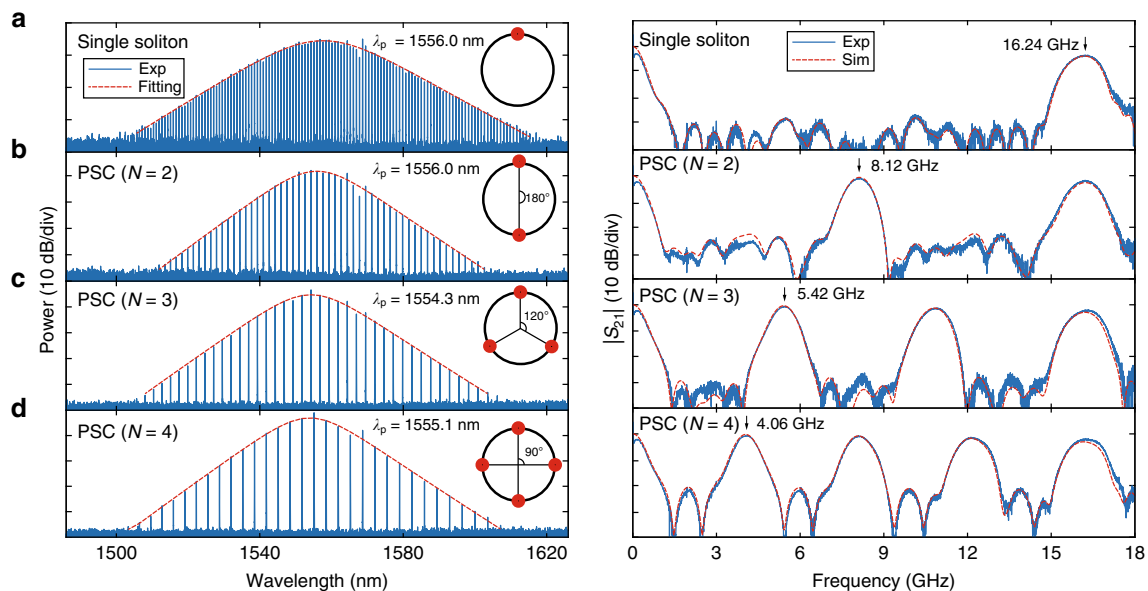 a
Single soliton
Exp
Fitting
λp = 1556.0 nm
b
PSC (N = 2)
λp = 1556.0 nm
180°
c
PSC (N = 3)
λp = 1554.3 nm
120°
d
PSC (N = 4)
λp = 1555.1 nm
90°
Power (10 dB/div)
1500 1540 1580 1620
Wavelength (nm)
Single soliton
Exp
Sim
16.24 GHz
PSC (N = 2)
8.12 GHz
PSC (N = 3)
5.42 GHz
PSC (N = 4)
4.06 GHz
|S21| (10 dB/div)
0 3 6 9 12 15 18
Frequency (GHz)